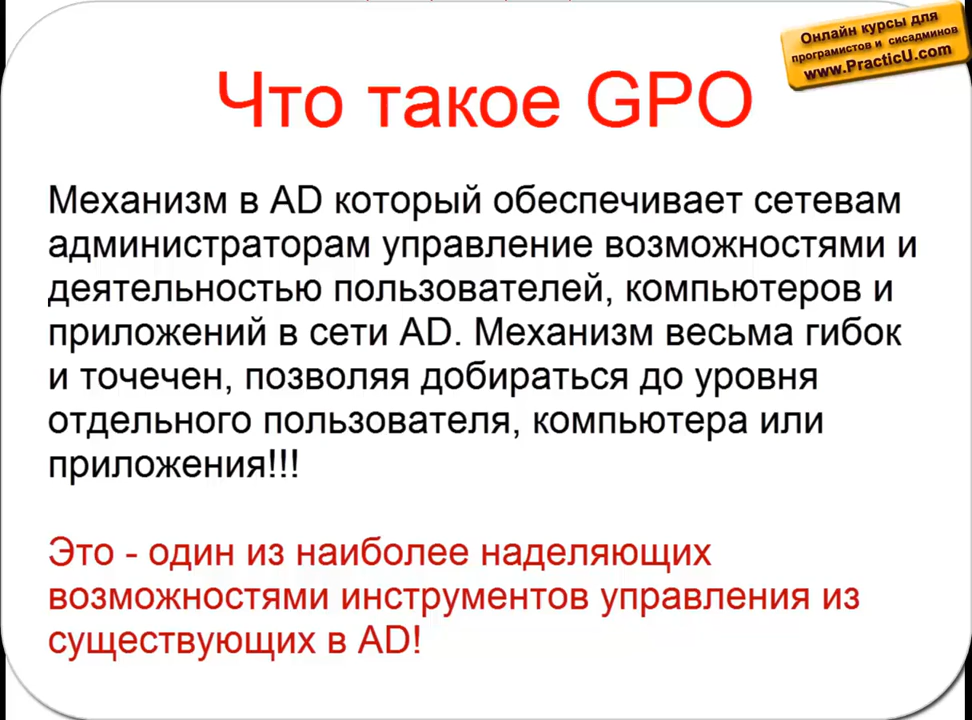 Онлайн курсы для
програмистов и сисадминов
www.PracticU.com
Что такое GPO
Механизм в AD который обеспечивает сетевам
администраторам управление возможностями и
деятельностью пользователей, компьютеров и
приложений в сети AD. Механизм весьма гибок
и точечен, позволяя добираться до уровня
отдельного пользователя, компьютера или
приложения!!!
Это - один из наиболее наделяющих
возможностями инструментов управления из
существующих в AD!